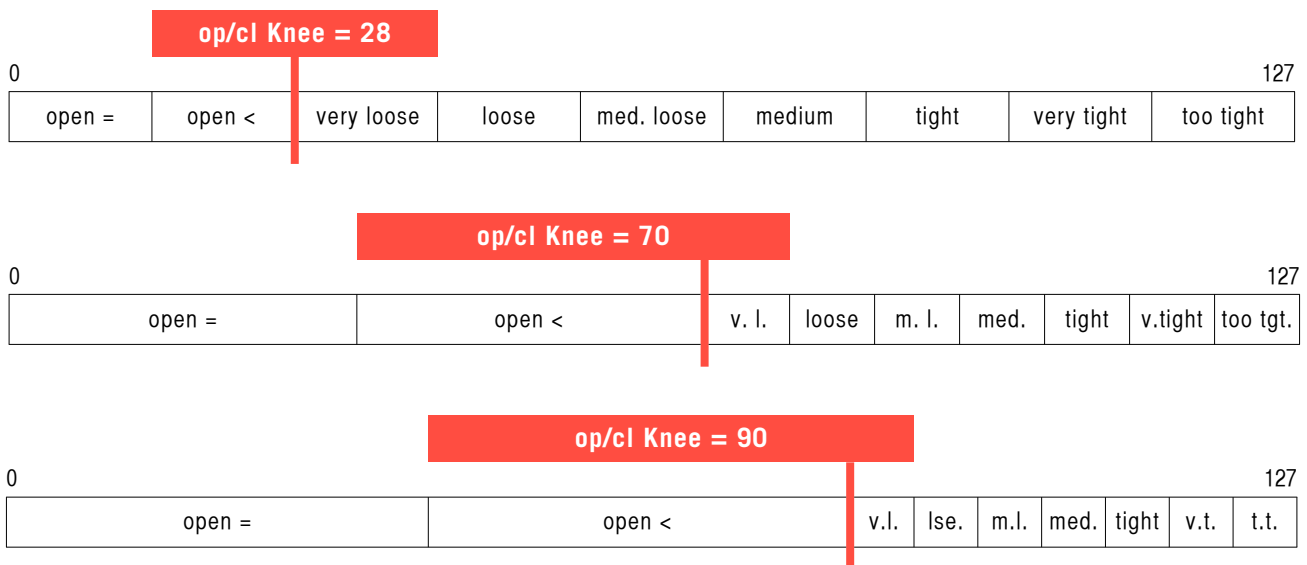 op/cl Knee = 28
0 127
open = open < very loose loose med. loose medium tight very tight too tight
op/cl Knee = 70
0 127
open = open < v. l. loose m. l. med. tight v.tight too tgt.
op/cl Knee = 90
0 127
open = open < v.l. lse. m.l. med. tight v.t. t.t.